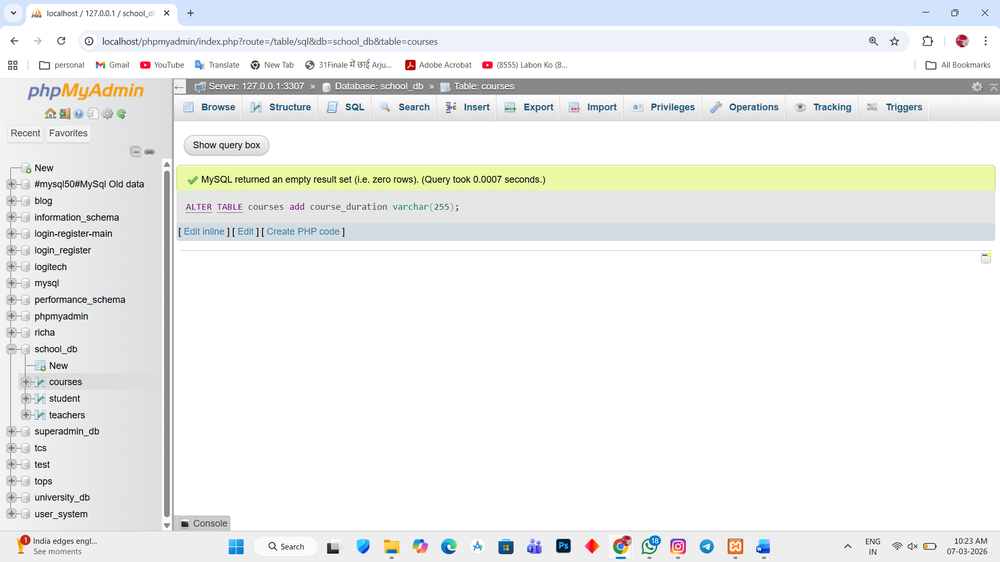 localhost / 127.0.0.1 / school_db
localhost/phpmyadmin/index.php?route=/table/sql&db=school_db&table=courses
personal
Gmail
YouTube
Translate
New Tab
31Finale में छाई Arju...
Adobe Acrobat
(8555) Labon Ko (8...
All Bookmarks
phpMyAdmin
Server: 127.0.0.1:3307 » Database: school_db » Table: courses
Browse
Structure
SQL
Search
Insert
Export
Import
Privileges
Operations
Tracking
Triggers
Recent
Favorites
New
#mysql50#MySql Old data
blog
information_schema
login-register-main
login_register
logitech
mysql
performance_schema
phpmyadmin
richa
school_db
New
courses
student
teachers
superadmin_db
tcs
test
tops
university_db
user_system
Show query box
MySQL returned an empty result set (i.e. zero rows). (Query took 0.0007 seconds.)
ALTER TABLE courses add course_duration varchar(255);
[ Edit inline ] [ Edit ] [ Create PHP code ]
Console
1
India edges engl...
See moments
Search
Ps
18
ENG
IN
10:23 AM
07-03-2026